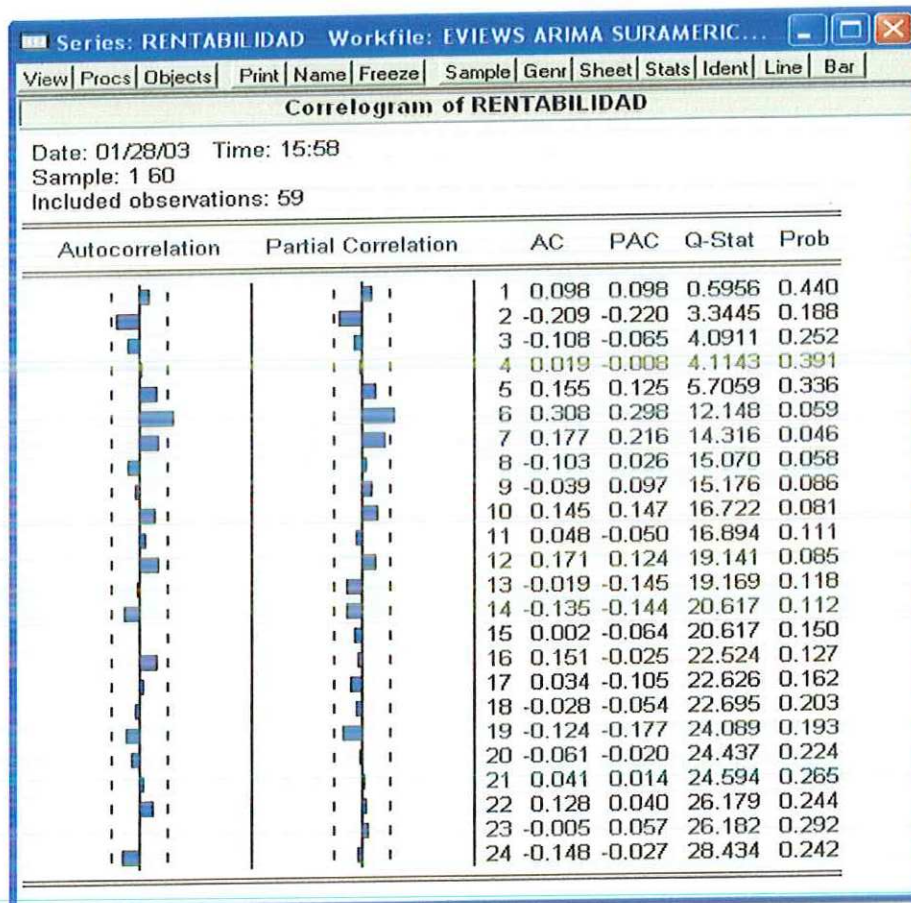 Series: RENTABILIDAD Workfile: EVIEWS ARIMA SURAMERIC...
View Procs Objects Print Name Freeze Sample Genr Sheet Stats Ident Line Bar
Correlogram of RENTABILIDAD
Date: 01/28/03 Time: 15:58
Sample: 1 60
Included observations: 59
Autocorrelation Partial Correlation AC PAC Q-Stat Prob
1 0.098 0.098 0.5956 0.440
2 -0.209 -0.220 3.3445 0.188
3 -0.108 -0.065 4.0911 0.252
4 0.019 -0.008 4.1143 0.391
5 0.155 0.125 5.7059 0.336
6 0.308 0.298 12.148 0.059
7 0.177 0.216 14.316 0.046
8 -0.103 0.026 15.070 0.058
9 -0.039 0.097 15.176 0.086
10 0.145 0.147 16.722 0.081
11 0.048 -0.050 16.894 0.111
12 0.171 0.124 19.141 0.085
13 -0.019 -0.145 19.169 0.118
14 -0.135 -0.144 20.617 0.112
15 0.002 -0.064 20.617 0.150
16 0.151 -0.025 22.524 0.127
17 0.034 -0.105 22.626 0.162
18 -0.028 -0.054 22.695 0.203
19 -0.124 -0.177 24.089 0.193
20 -0.061 -0.020 24.437 0.224
21 0.041 0.014 24.594 0.265
22 0.128 0.040 26.179 0.244
23 -0.005 0.057 26.182 0.292
24 -0.148 -0.027 28.434 0.242